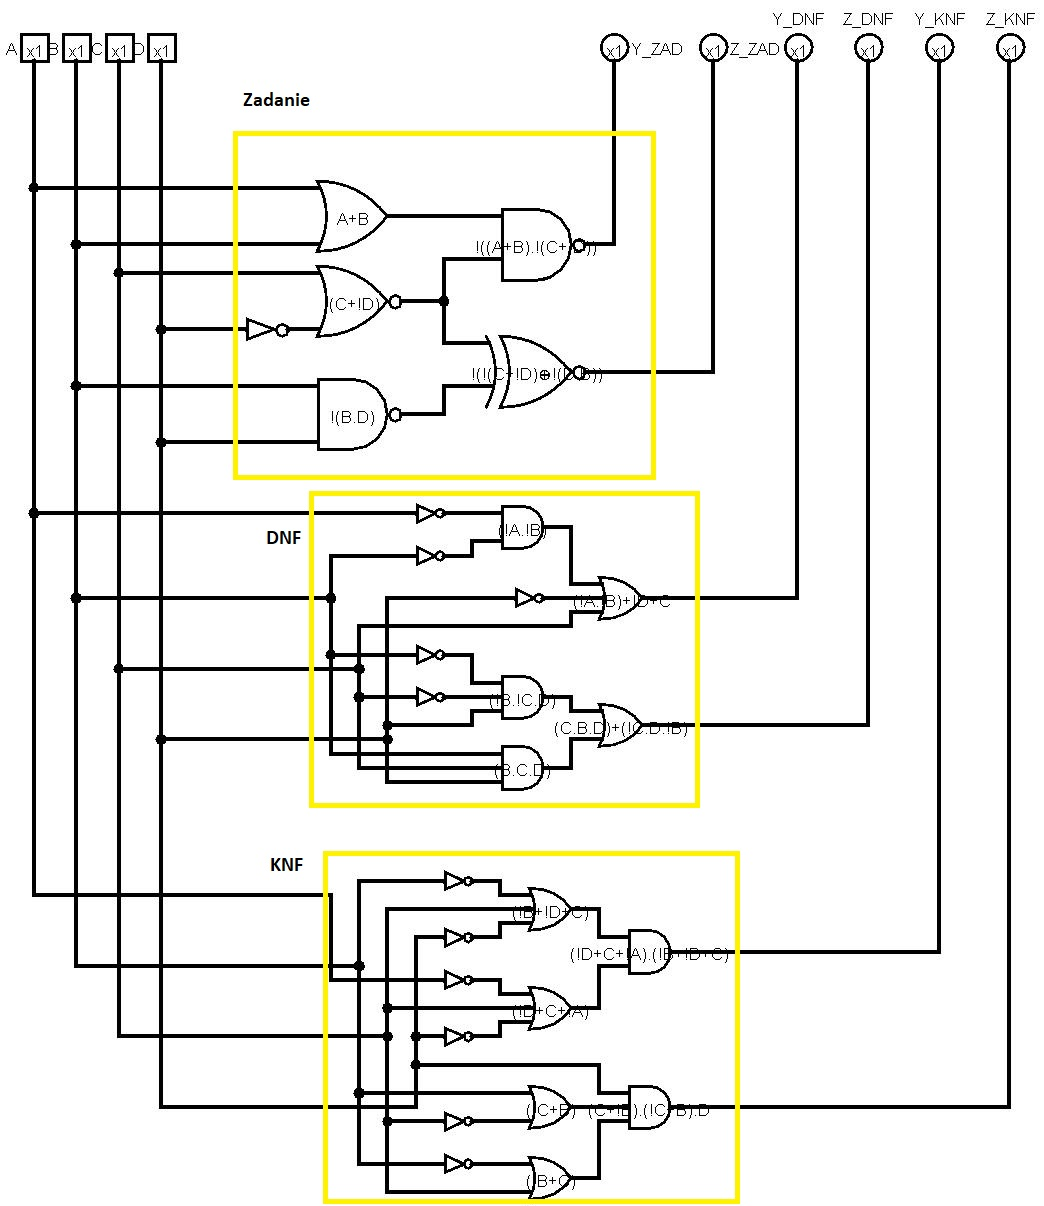 Y_DNF Z_DNF Y_KNF Z_KNF
A x1 B x1 C x1 D x1 x1 Y_ZAD x1 Z_ZAD x1 x1 x1 x1
Zadanie
A+B
!((A+B).!(C+!D))
(C+!D)
!(!(C+!D)⊕!(D.B))
!(B.D)
DNF
(!A.!B)
(!A.!B)+!D+C
(!B.!C.D)
(C.B.D)+(!C.D.!B)
(B.C.D)
KNF
(!B+!D+C)
(!D+C+!A).(!B+!D+C)
(!D+C+!A)
(!C+B) (C+!B).(!C+B).D
(!B+C)